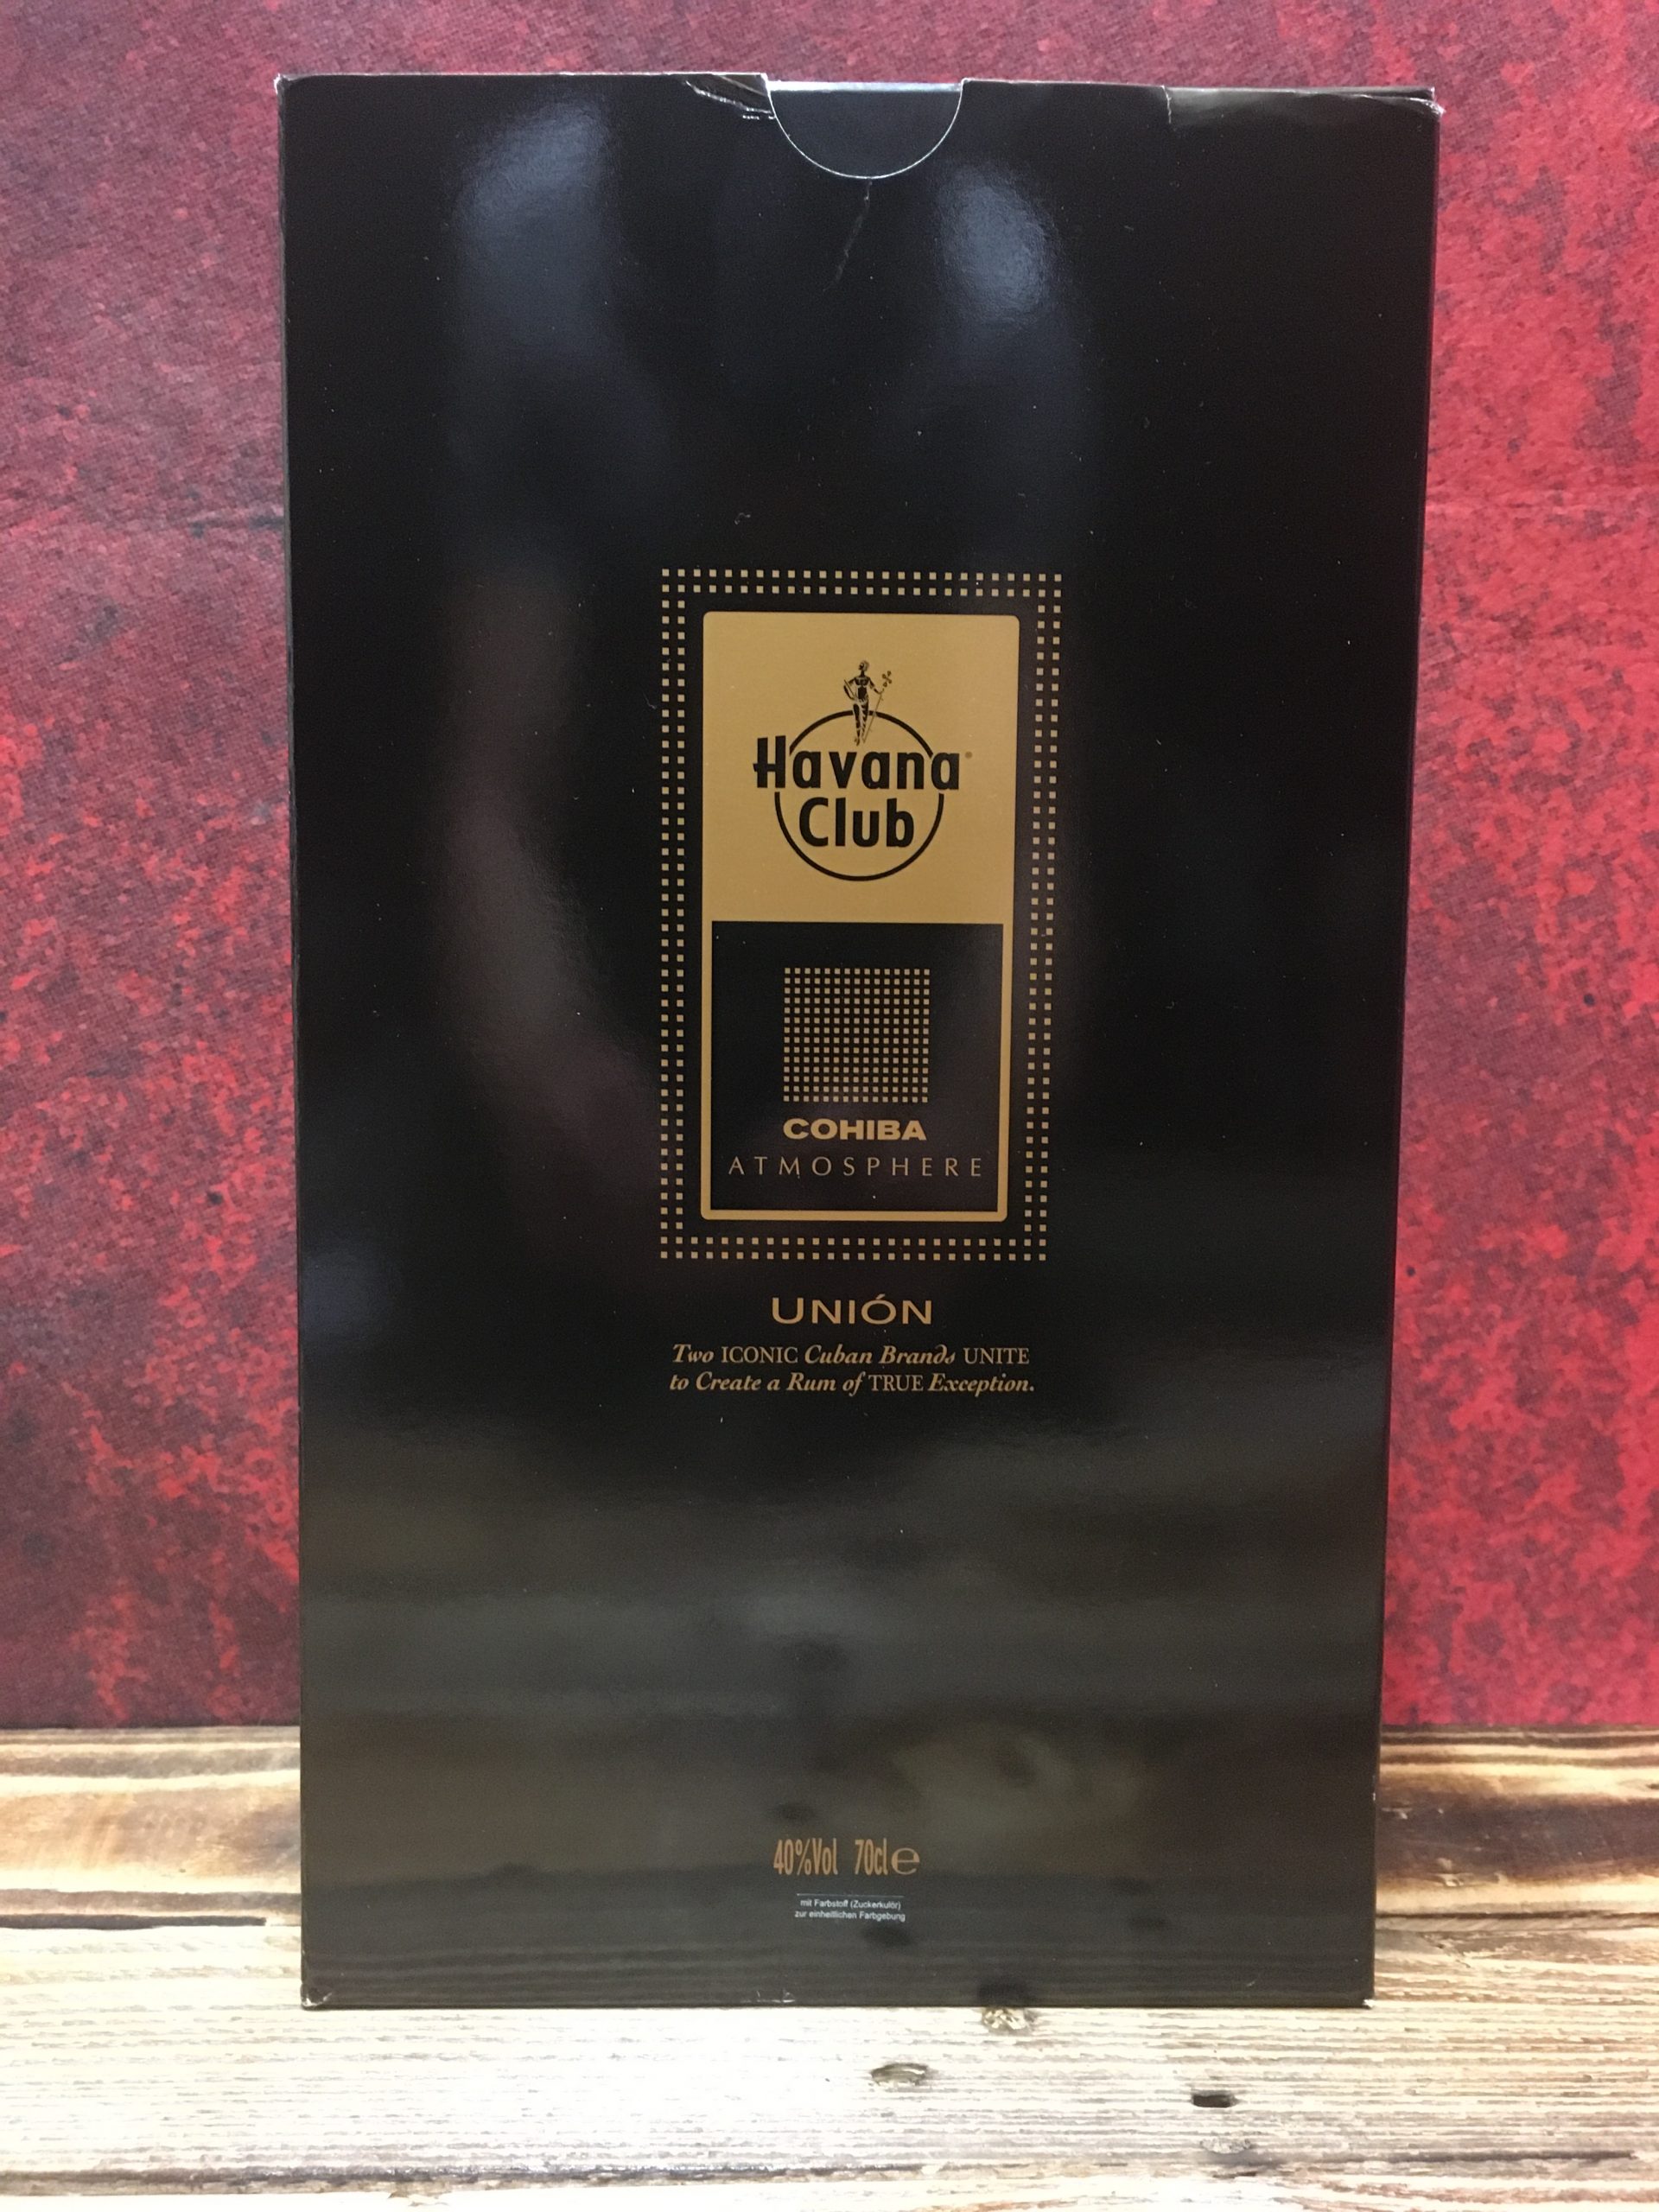 Havana®
Club
COHIBA
ATMOSPHERE
UNIÓN
Two ICONIC Cuban Brands UNITE
to Create a Rum of TRUE Exception.
40%Vol 70cl e
mit Farbstoff (Zuckerkulör)
zur einheitlichen Farbgebung